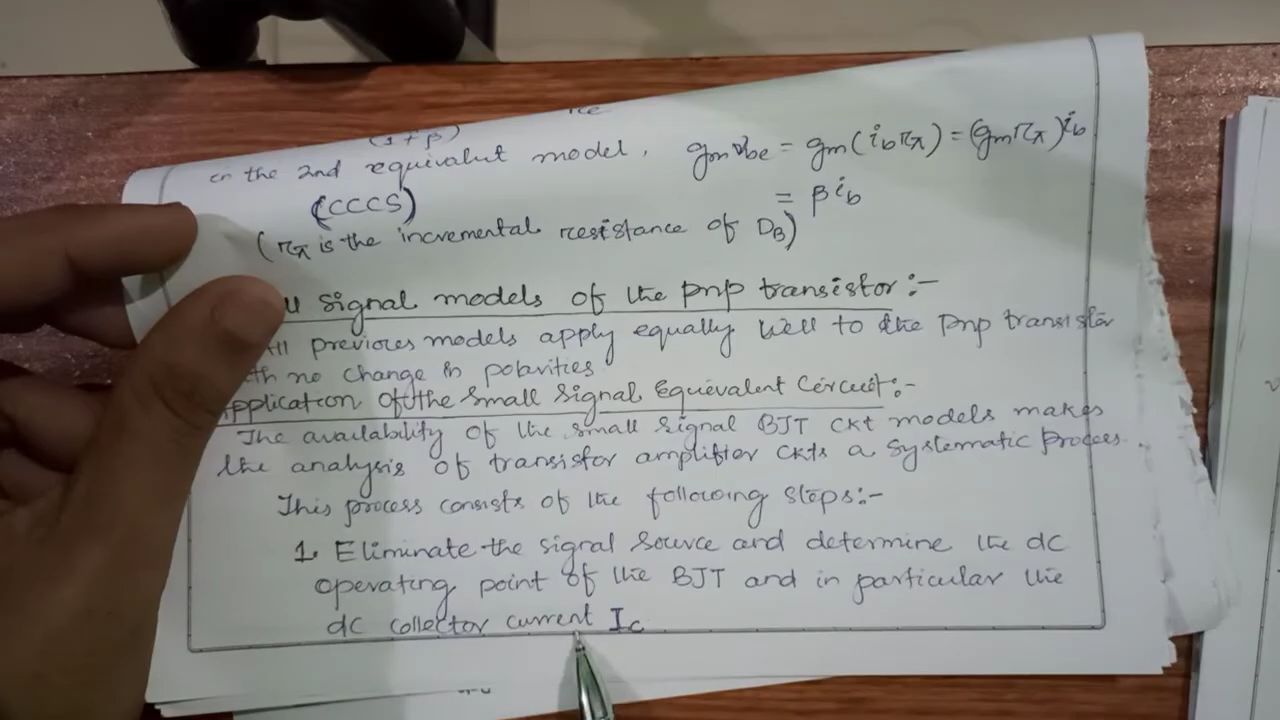 (1+β)
in the 2nd equivalent model, gmvbe = gm(ibrπ) = (gmrπ)ib
(CCCS) = βib
(rπ is the incremental resistance of DB)
signal models of the pnp transistor:-
previous models apply equally well to the pnp transistor
no change in polarities
Application of the small signal Equivalent Circuit:-
The availability of the small signal BJT CKT models makes
the analysis of transistor amplifier CKTs a systematic process.
This process consists of the following steps:-
1. Eliminate the signal source and determine the dc
operating point of the BJT and in particular the
dc collector current Ic